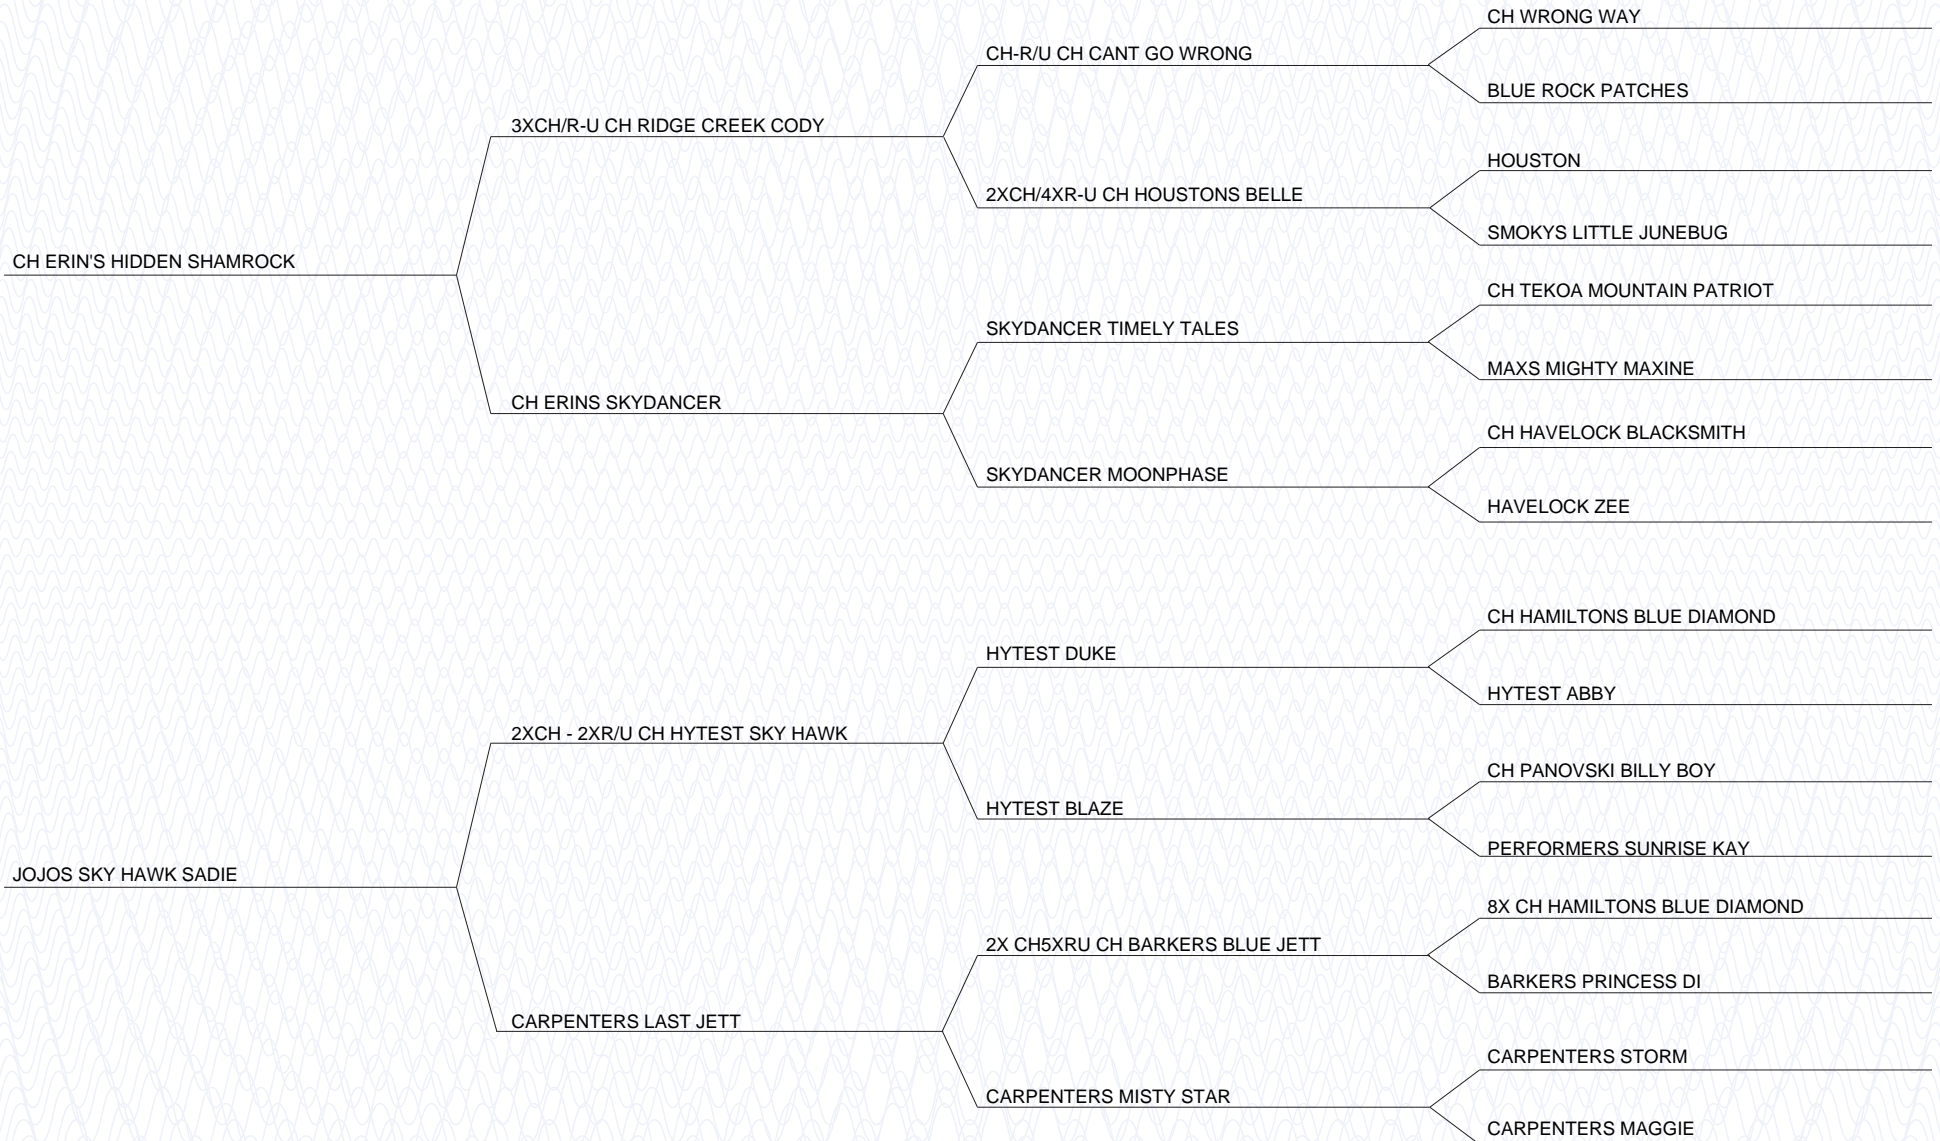 CH WRONG WAY
CH-R/U CH CANT GO WRONG
BLUE ROCK PATCHES
3XCH/R-U CH RIDGE CREEK CODY
HOUSTON
2XCH/4XR-U CH HOUSTONS BELLE
SMOKYS LITTLE JUNEBUG
CH ERIN'S HIDDEN SHAMROCK
CH TEKOA MOUNTAIN PATRIOT
SKYDANCER TIMELY TALES
MAXS MIGHTY MAXINE
CH ERINS SKYDANCER
CH HAVELOCK BLACKSMITH
SKYDANCER MOONPHASE
HAVELOCK ZEE
CH HAMILTONS BLUE DIAMOND
HYTEST DUKE
HYTEST ABBY
2XCH - 2XR/U CH HYTEST SKY HAWK
CH PANOVSKI BILLY BOY
HYTEST BLAZE
PERFORMERS SUNRISE KAY
JOJOS SKY HAWK SADIE
8X CH HAMILTONS BLUE DIAMOND
2X CH5XRU CH BARKERS BLUE JETT
BARKERS PRINCESS DI
CARPENTERS LAST JETT
CARPENTERS STORM
CARPENTERS MISTY STAR
CARPENTERS MAGGIE